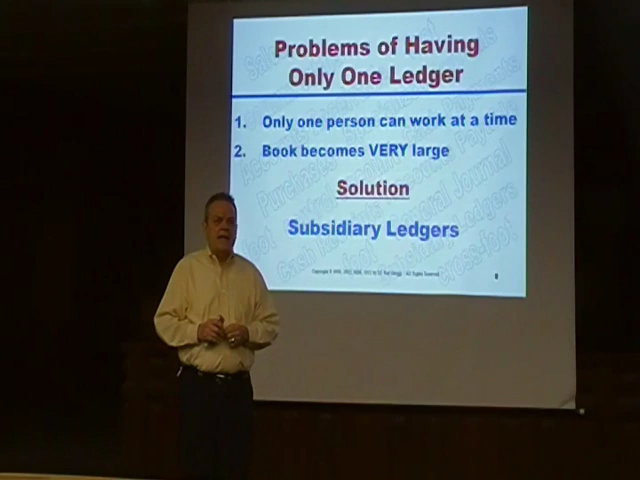 Problems of Having
Only One Ledger
1. Only one person can work at a time
2. Book becomes VERY large
Solution
Subsidiary Ledgers
8